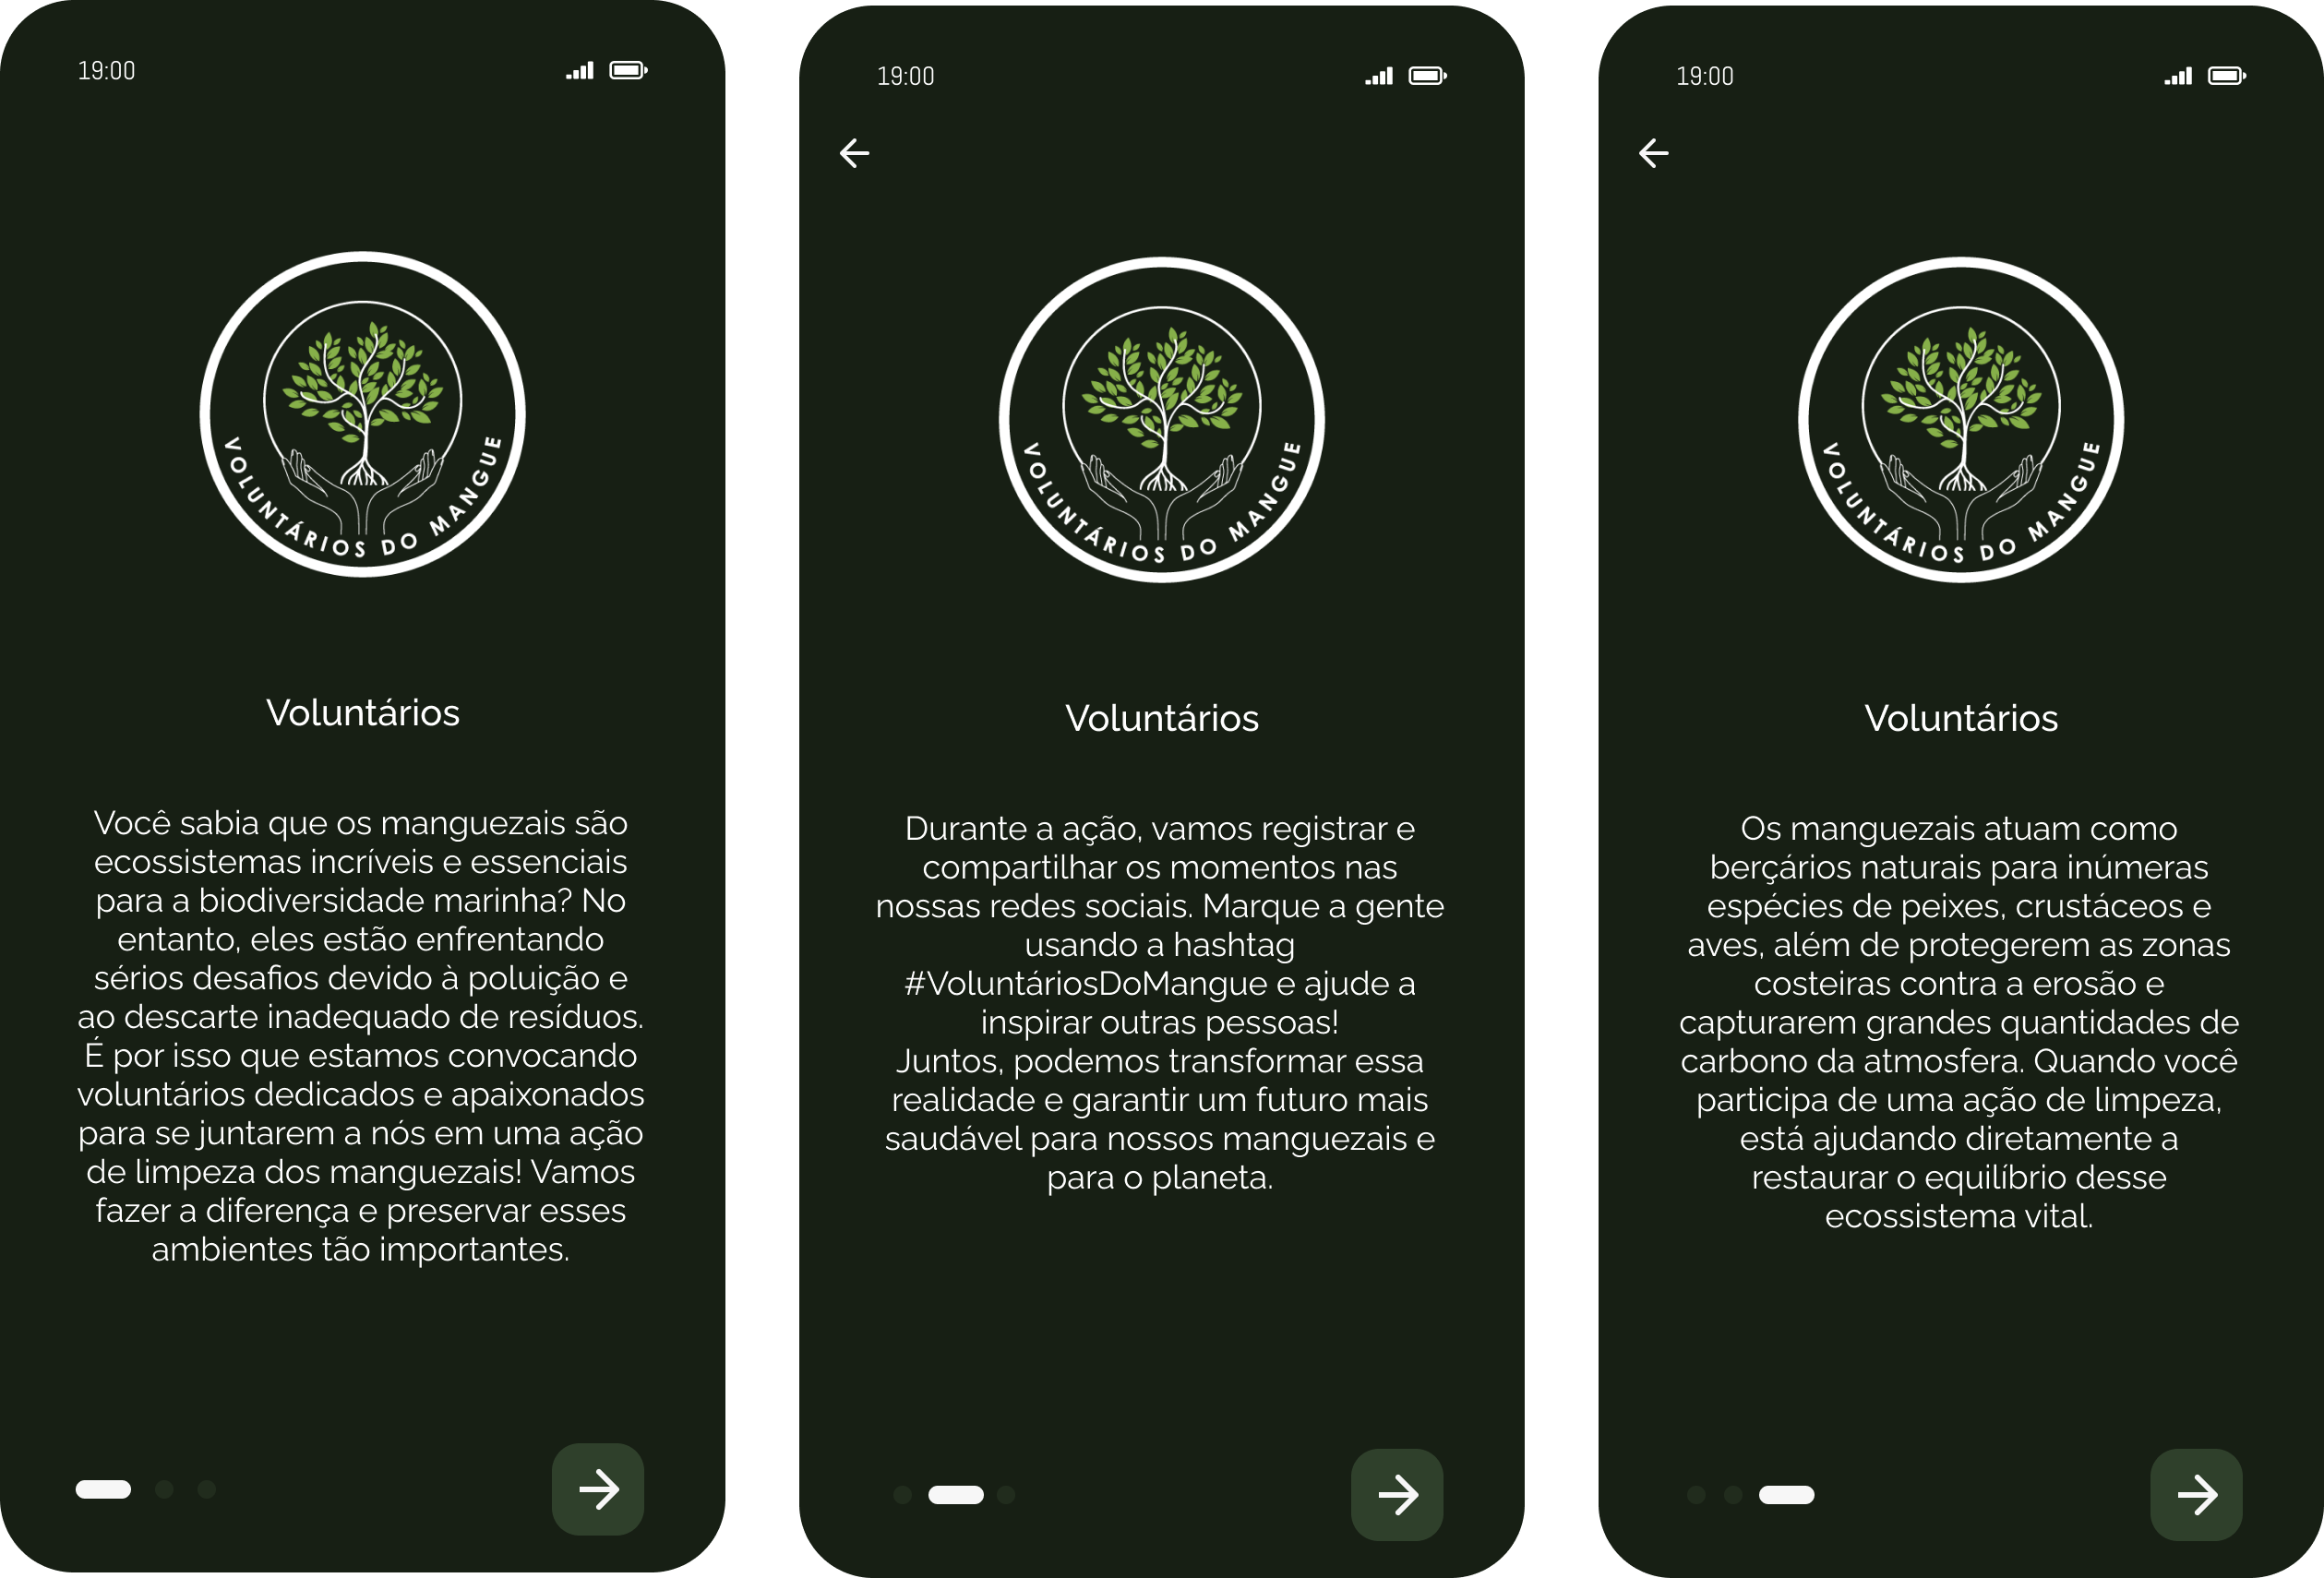 19:00
VOLUNTÁRIOS DO MANGUE
Voluntários
Você sabia que os manguezais são
ecossistemas incríveis e essenciais
para a biodiversidade marinha? No
entanto, eles estão enfrentando
sérios desafios devido à poluição e
ao descarte inadequado de resíduos.
É por isso que estamos convocando
voluntários dedicados e apaixonados
para se juntarem a nós em uma ação
de limpeza dos manguezais! Vamos
fazer a diferença e preservar esses
ambientes tão importantes.
19:00
VOLUNTÁRIOS DO MANGUE
Voluntários
Durante a ação, vamos registrar e
compartilhar os momentos nas
nossas redes sociais. Marque a gente
usando a hashtag
#VoluntáriosDoMangue e ajude a
inspirar outras pessoas!
Juntos, podemos transformar essa
realidade e garantir um futuro mais
saudável para nossos manguezais e
para o planeta.
19:00
VOLUNTÁRIOS DO MANGUE
Voluntários
Os manguezais atuam como
berçários naturais para inúmeras
espécies de peixes, crustáceos e
aves, além de protegerem as zonas
costeiras contra a erosão e
capturarem grandes quantidades de
carbono da atmosfera. Quando você
participa de uma ação de limpeza,
está ajudando diretamente a
restaurar o equilíbrio desse
ecossistema vital.